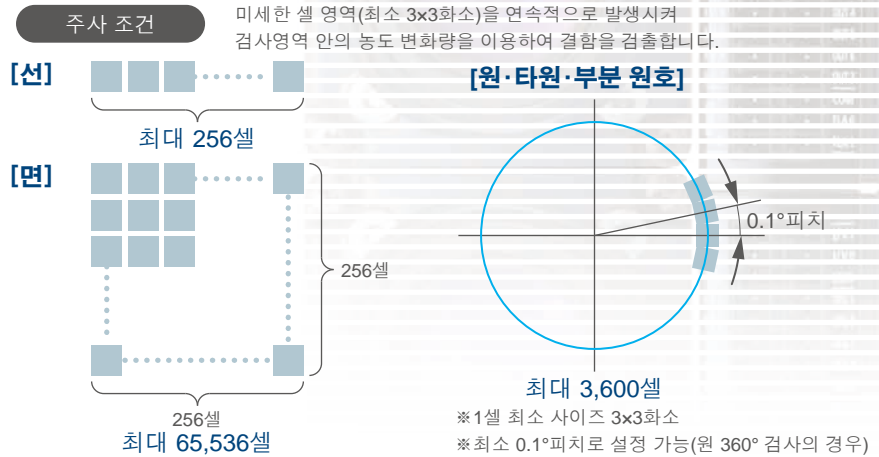 주사 조건
미세한 셀 영역(최소 3×3화소)을 연속적으로 발생시켜
검사영역 안의 농도 변화량을 이용하여 결함을 검출합니다.
[선]
최대 256셀
[면]
256셀
256셀
최대 65,536셀
[원·타원·부분 원호]
0.1°피치
최대 3,600셀
※1셀 최소 사이즈 3×3화소
※최소 0.1°피치로 설정 가능(원 360° 검사의 경우)